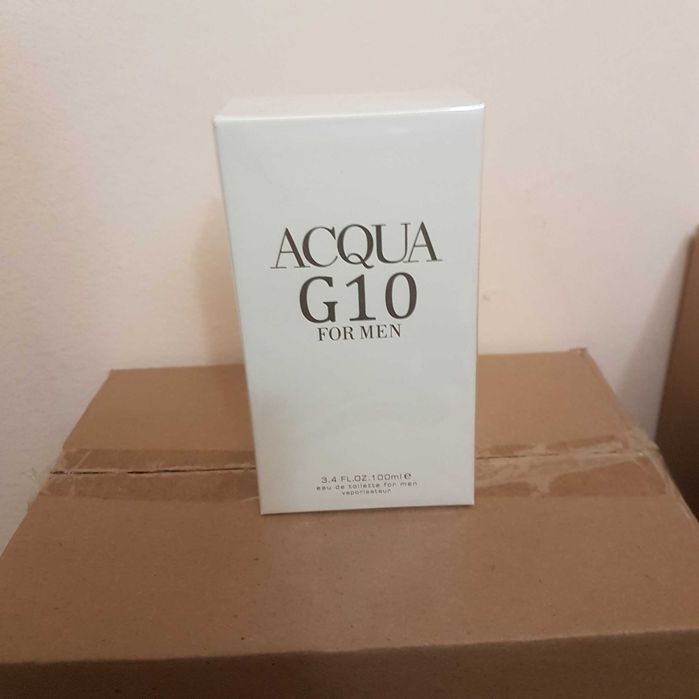 ACQUA
G10
FOR MEN
3.4 FL.OZ.100ml℮
eau de toilette for men
vaporisateur